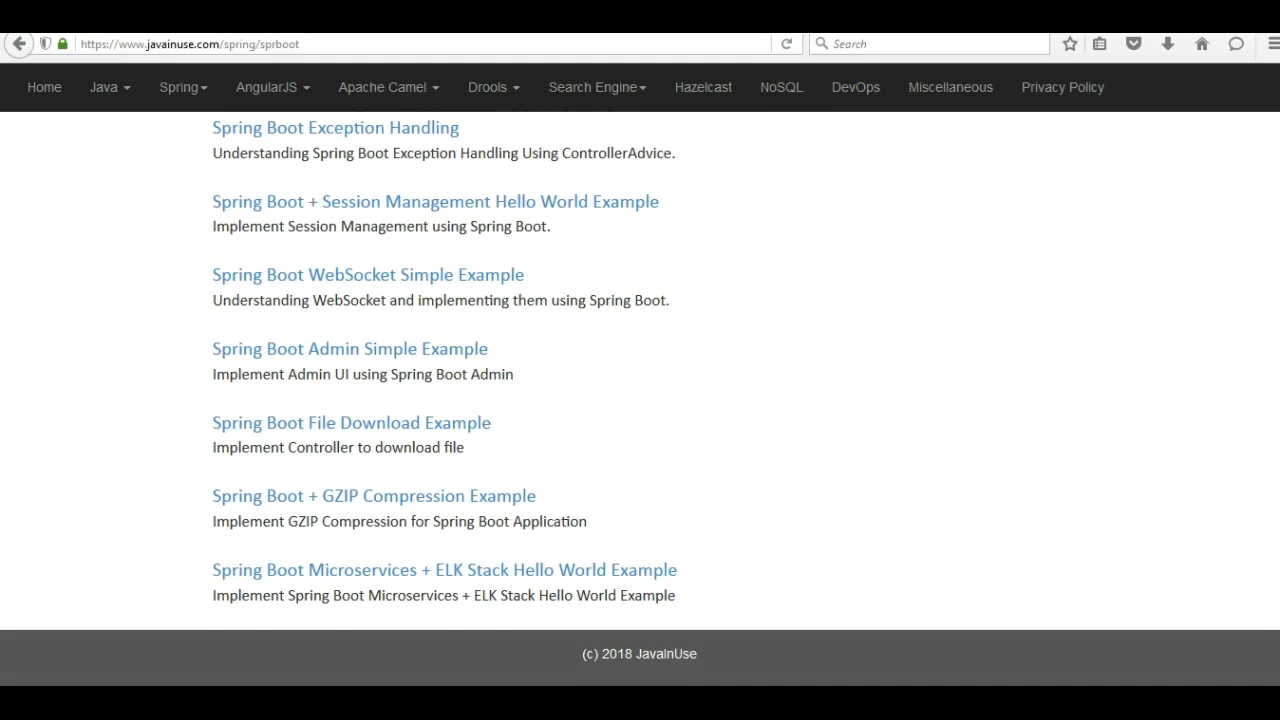 https://www.javainuse.com/spring/sprboot
Search
Home Java Spring AngularJS Apache Camel Drools Search Engine Hazelcast NoSQL DevOps Miscellaneous Privacy Policy
Spring Boot Exception Handling
Understanding Spring Boot Exception Handling Using ControllerAdvice.
Spring Boot + Session Management Hello World Example
Implement Session Management using Spring Boot.
Spring Boot WebSocket Simple Example
Understanding WebSocket and implementing them using Spring Boot.
Spring Boot Admin Simple Example
Implement Admin UI using Spring Boot Admin
Spring Boot File Download Example
Implement Controller to download file
Spring Boot + GZIP Compression Example
Implement GZIP Compression for Spring Boot Application
Spring Boot Microservices + ELK Stack Hello World Example
Implement Spring Boot Microservices + ELK Stack Hello World Example
(c) 2018 JavaInUse